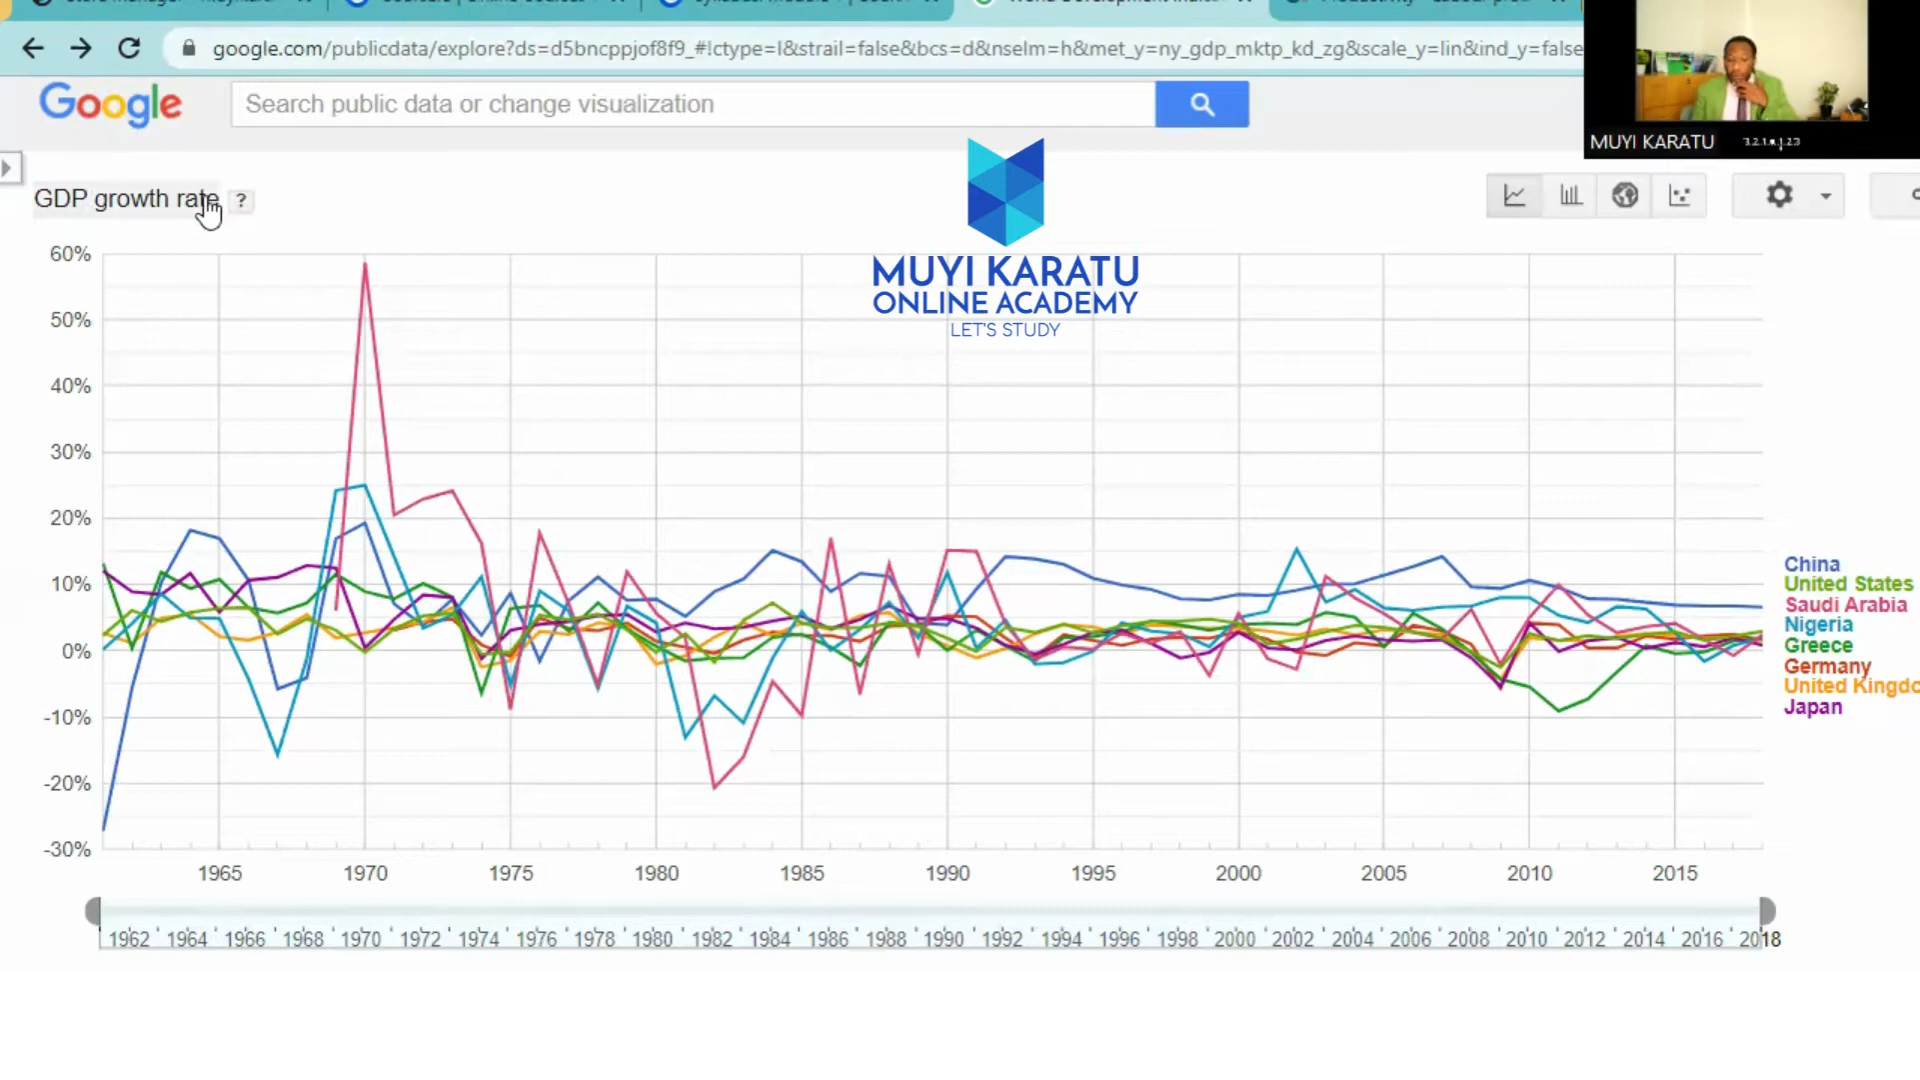 google.com/publicdata/explore?ds=d5bncppjof8f9_#!ctype=l&strail=false&bcs=d&nselm=h&met_y=ny_gdp_mktp_kd_zg&scale_y=lin&ind_y=false
Google
Search public data or change visualization
MUYI KARATU
GDP growth rate ?
MUYI KARATU
ONLINE ACADEMY
LET'S STUDY
60%
50%
40%
30%
20%
10%
0%
-10%
-20%
-30%
China
United States
Saudi Arabia
Nigeria
Greece
Germany
United Kingdo
Japan
1965 1970 1975 1980 1985 1990 1995 2000 2005 2010 2015
1962 1964 1966 1968 1970 1972 1974 1976 1978 1980 1982 1984 1986 1988 1990 1992 1994 1996 1998 2000 2002 2004 2006 2008 2010 2012 2014 2016 2018